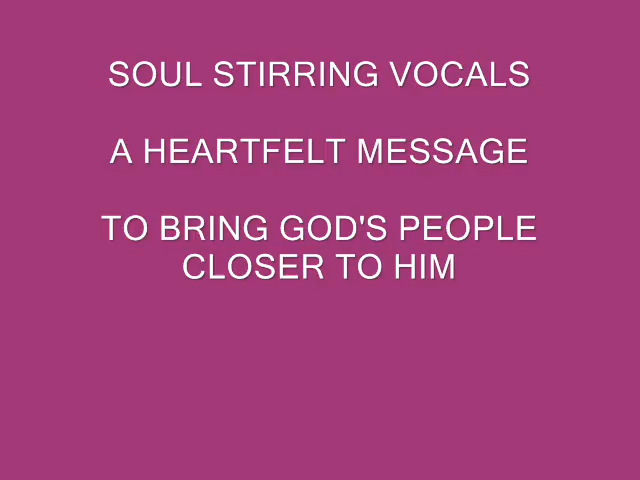 SOUL STIRRING VOCALS
A HEARTFELT MESSAGE
TO BRING GOD'S PEOPLE
CLOSER TO HIM